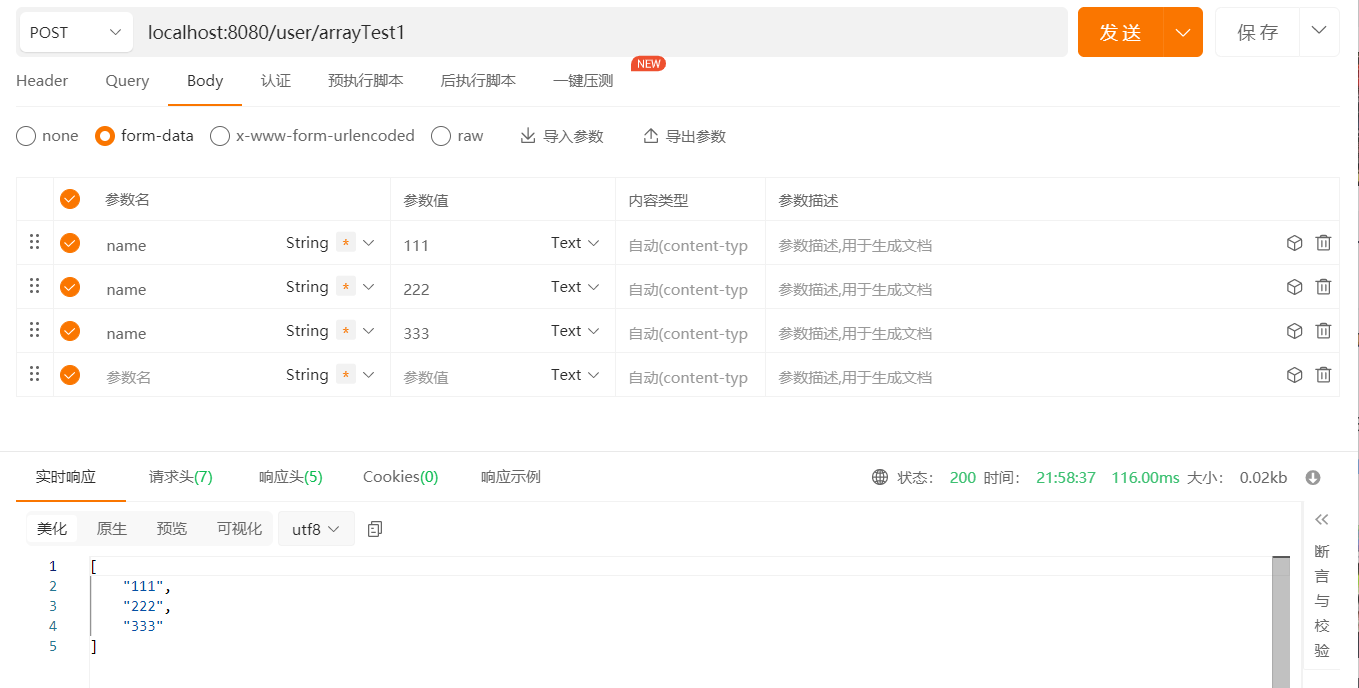 POST localhost:8080/user/arrayTest1 发送 保存
NEW
Header Query Body 认证 预执行脚本 后执行脚本 一键压测
none form-data x-www-form-urlencoded raw 导入参数 导出参数
参数名 参数值 内容类型 参数描述
name String * 111 Text 自动(content-typ 参数描述,用于生成文档
name String * 222 Text 自动(content-typ 参数描述,用于生成文档
name String * 333 Text 自动(content-typ 参数描述,用于生成文档
参数名 String * 参数值 Text 自动(content-typ 参数描述,用于生成文档
实时响应 请求头(7) 响应头(5) Cookies(0) 响应示例 状态: 200 时间: 21:58:37 116.00ms 大小: 0.02kb
美化 原生 预览 可视化 utf8
1 [
2 "111",
3 "222",
4 "333"
5 ]
断言与校验